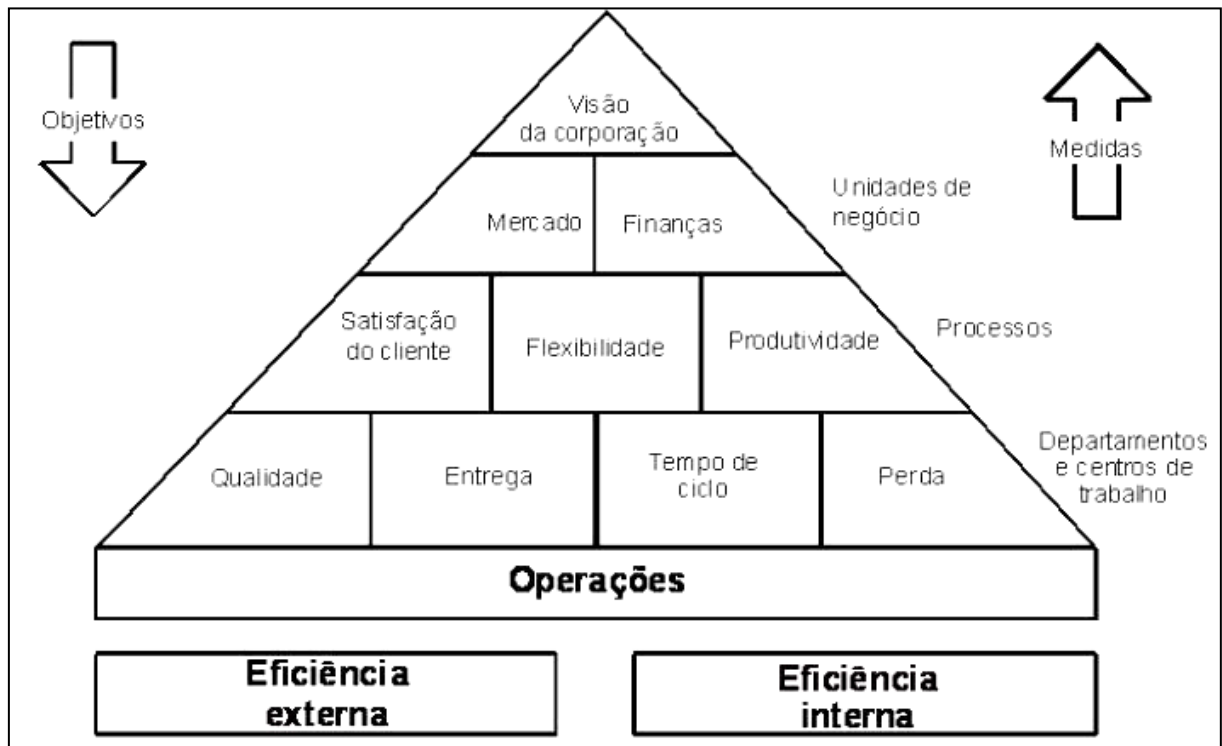 Objetivos
Visão
da corporação
Medidas
Mercado
Finanças
Unidades de
negócio
Satisfação
do cliente
Flexibilidade
Produtividade
Processos
Qualidade
Entrega
Tempo de
ciclo
Perda
Departamentos
e centros de
trabalho
Operações
Eficiência
externa
Eficiência
interna